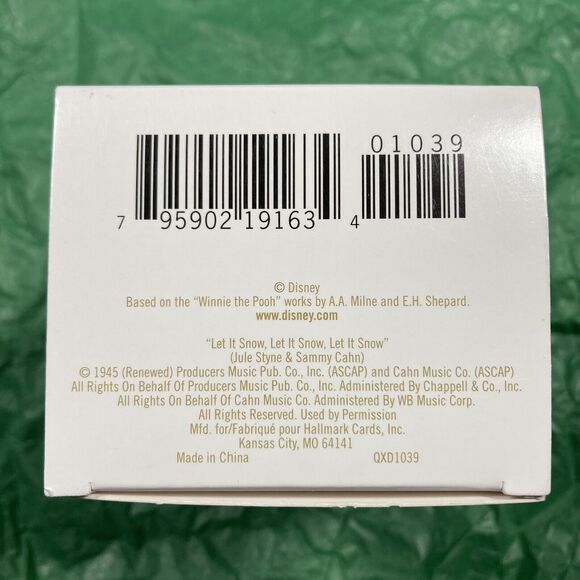 01039
7 95902 19163 4
© Disney
Based on the “Winnie the Pooh” works by A.A. Milne and E.H. Shepard.
www.disney.com
“Let It Snow, Let It Snow, Let It Snow”
(Jule Styne & Sammy Cahn)
© 1945 (Renewed) Producers Music Pub. Co., Inc. (ASCAP) and Cahn Music Co. (ASCAP)
All Rights On Behalf Of Producers Music Pub. Co., Inc. Administered By Chappell & Co., Inc.
All Rights On Behalf Of Cahn Music Co. Administered By WB Music Corp.
All Rights Reserved. Used by Permission
Mfd. for/Fabriqué pour Hallmark Cards, Inc.
Kansas City, MO 64141
Made in China QXD1039